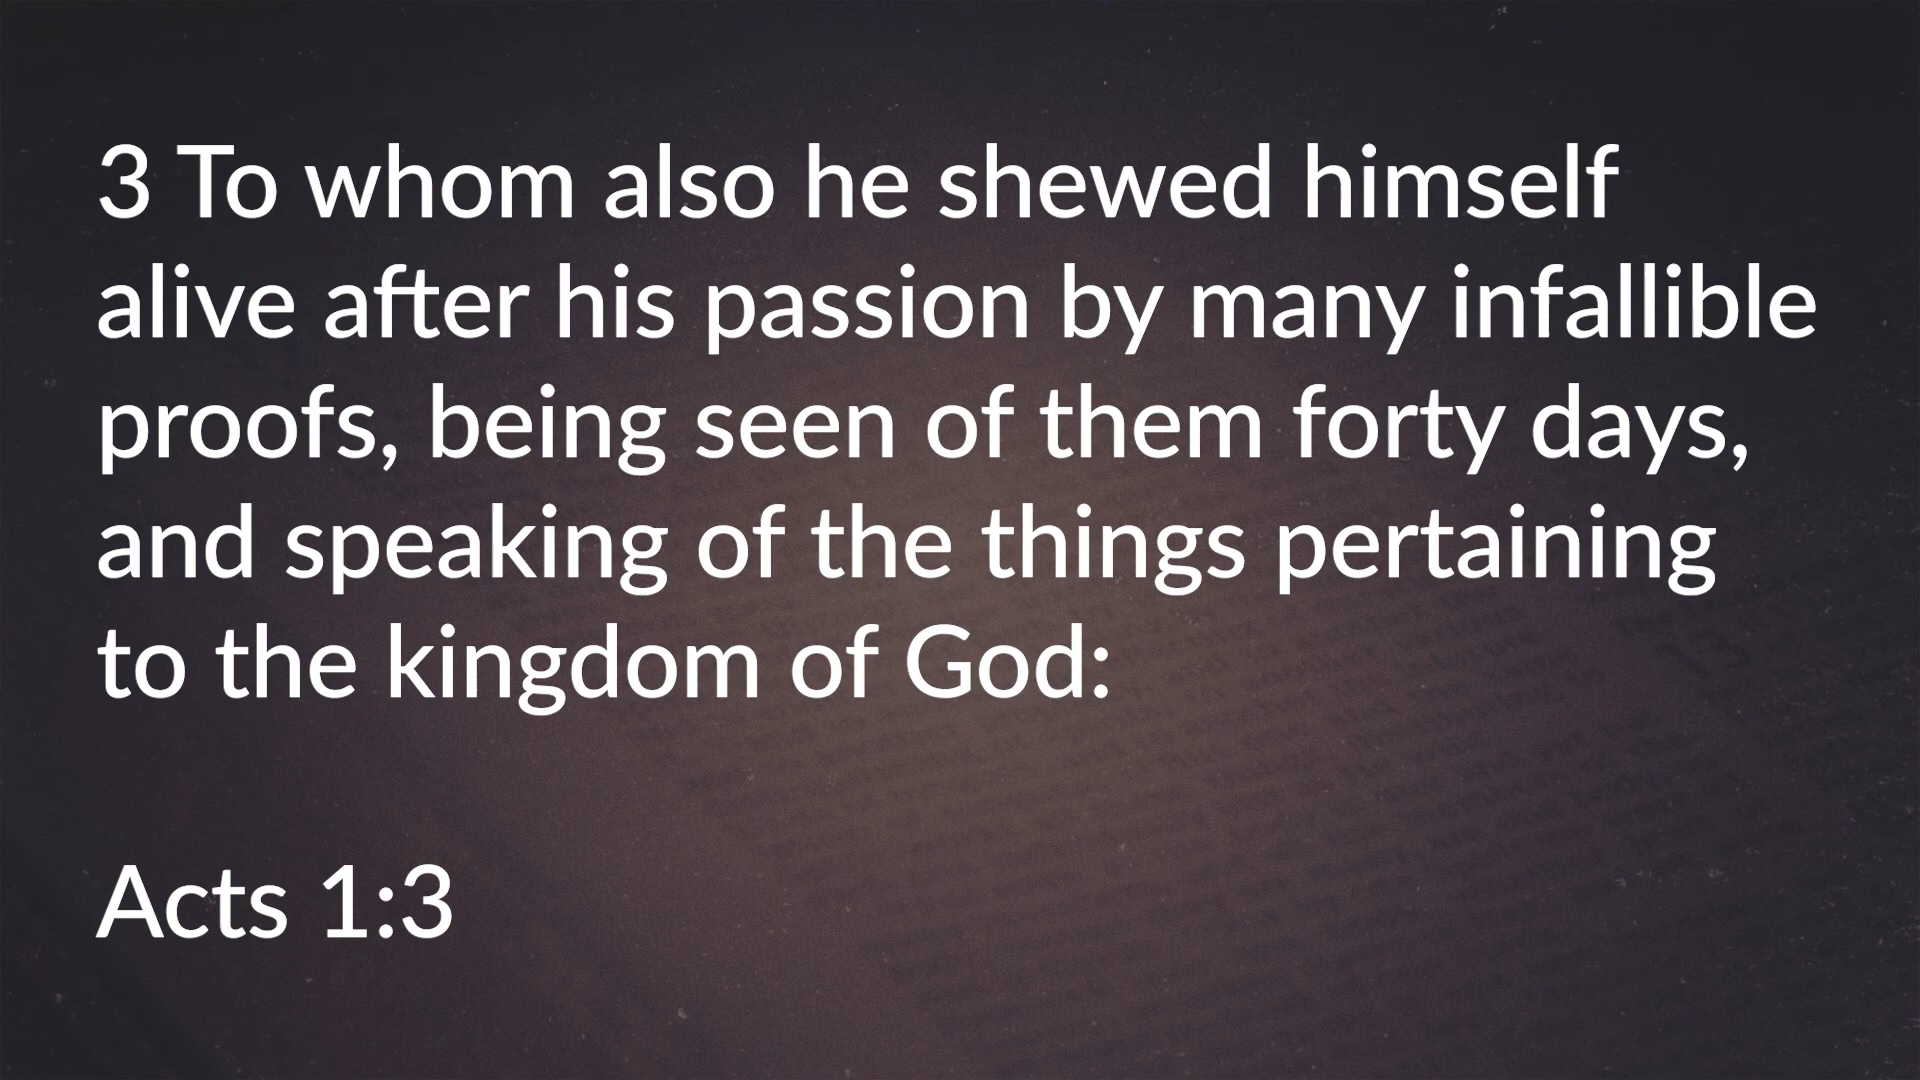 3 To whom also he shewed himself
alive after his passion by many infallible
proofs, being seen of them forty days,
and speaking of the things pertaining
to the kingdom of God:
Acts 1:3